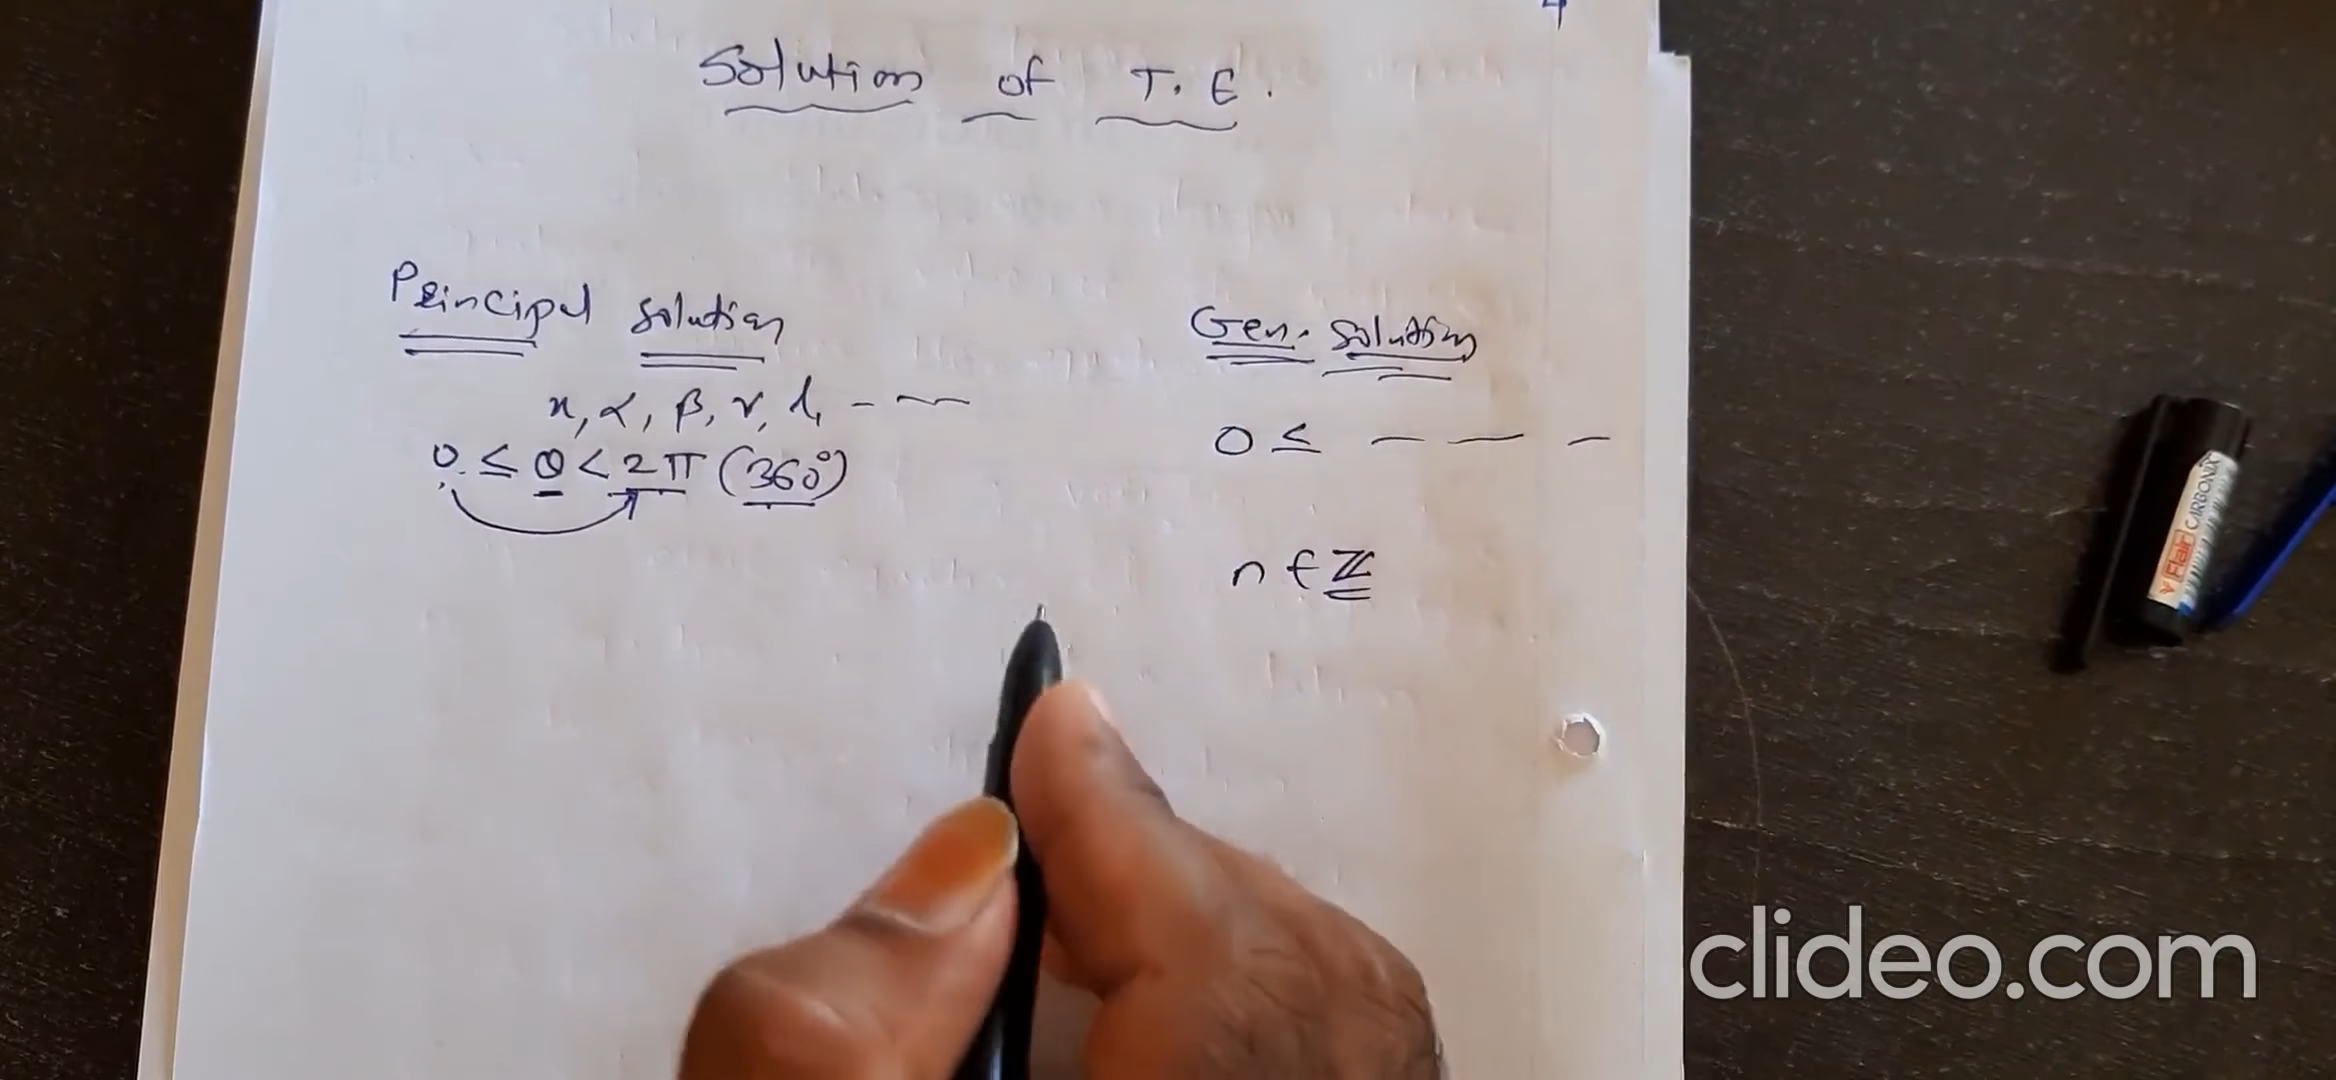 Solution of T.E.
Principal solution
x, α, β, γ, λ, - —
0 ≤ θ < 2π (360°)
Gen. solution
0 ≤ — — —
n ∈ ℤ
Flair CARBONIX
clideo.com